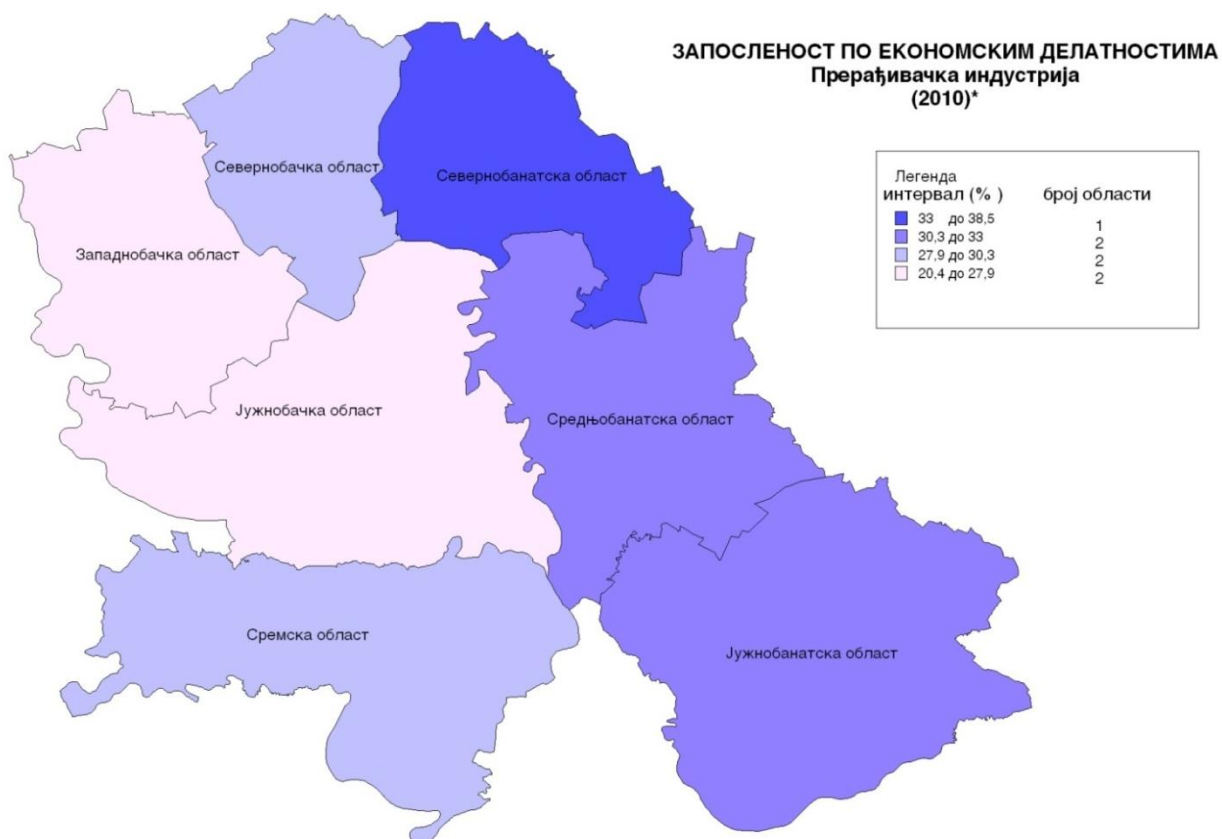 ЗАПОСЛЕНОСТ ПО ЕКОНОМСКИМ ДЕЛАТНОСТИМА
Прерађивачка индустрија
(2010)*
Легенда
интервал (% ) број области
33 до 38,5 1
30,3 до 33 2
27,9 до 30,3 2
20,4 до 27,9 2
Севернобачка област
Севернобанатска област
Западнобачка област
Јужнобачка област
Средњобанатска област
Сремска област
Јужнобанатска област